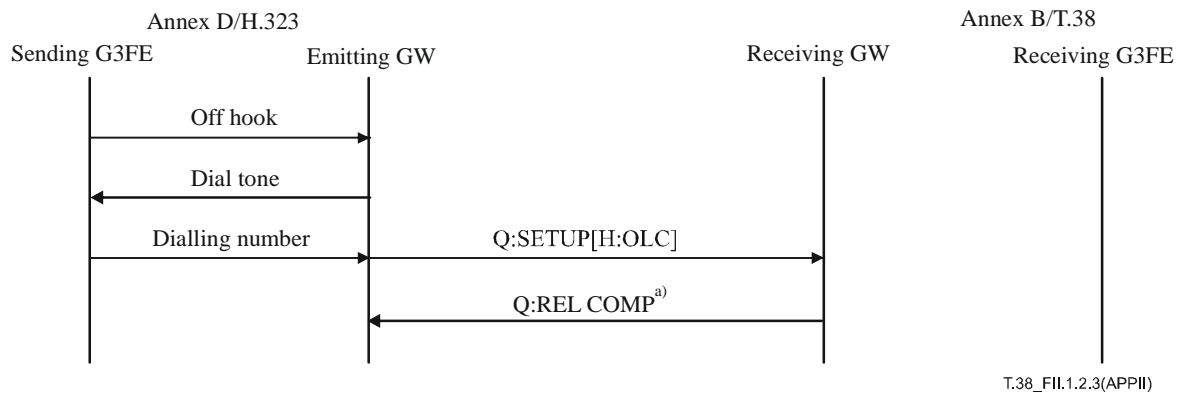 Annex D/H.323
Annex B/T.38
Sending G3FE
Emitting GW
Receiving GW
Receiving G3FE
Off hook
Dial tone
Dialling number
Q:SETUP[H:OLC]
Q:REL COMP a)
T.38_FII.1.2.3(APPII)